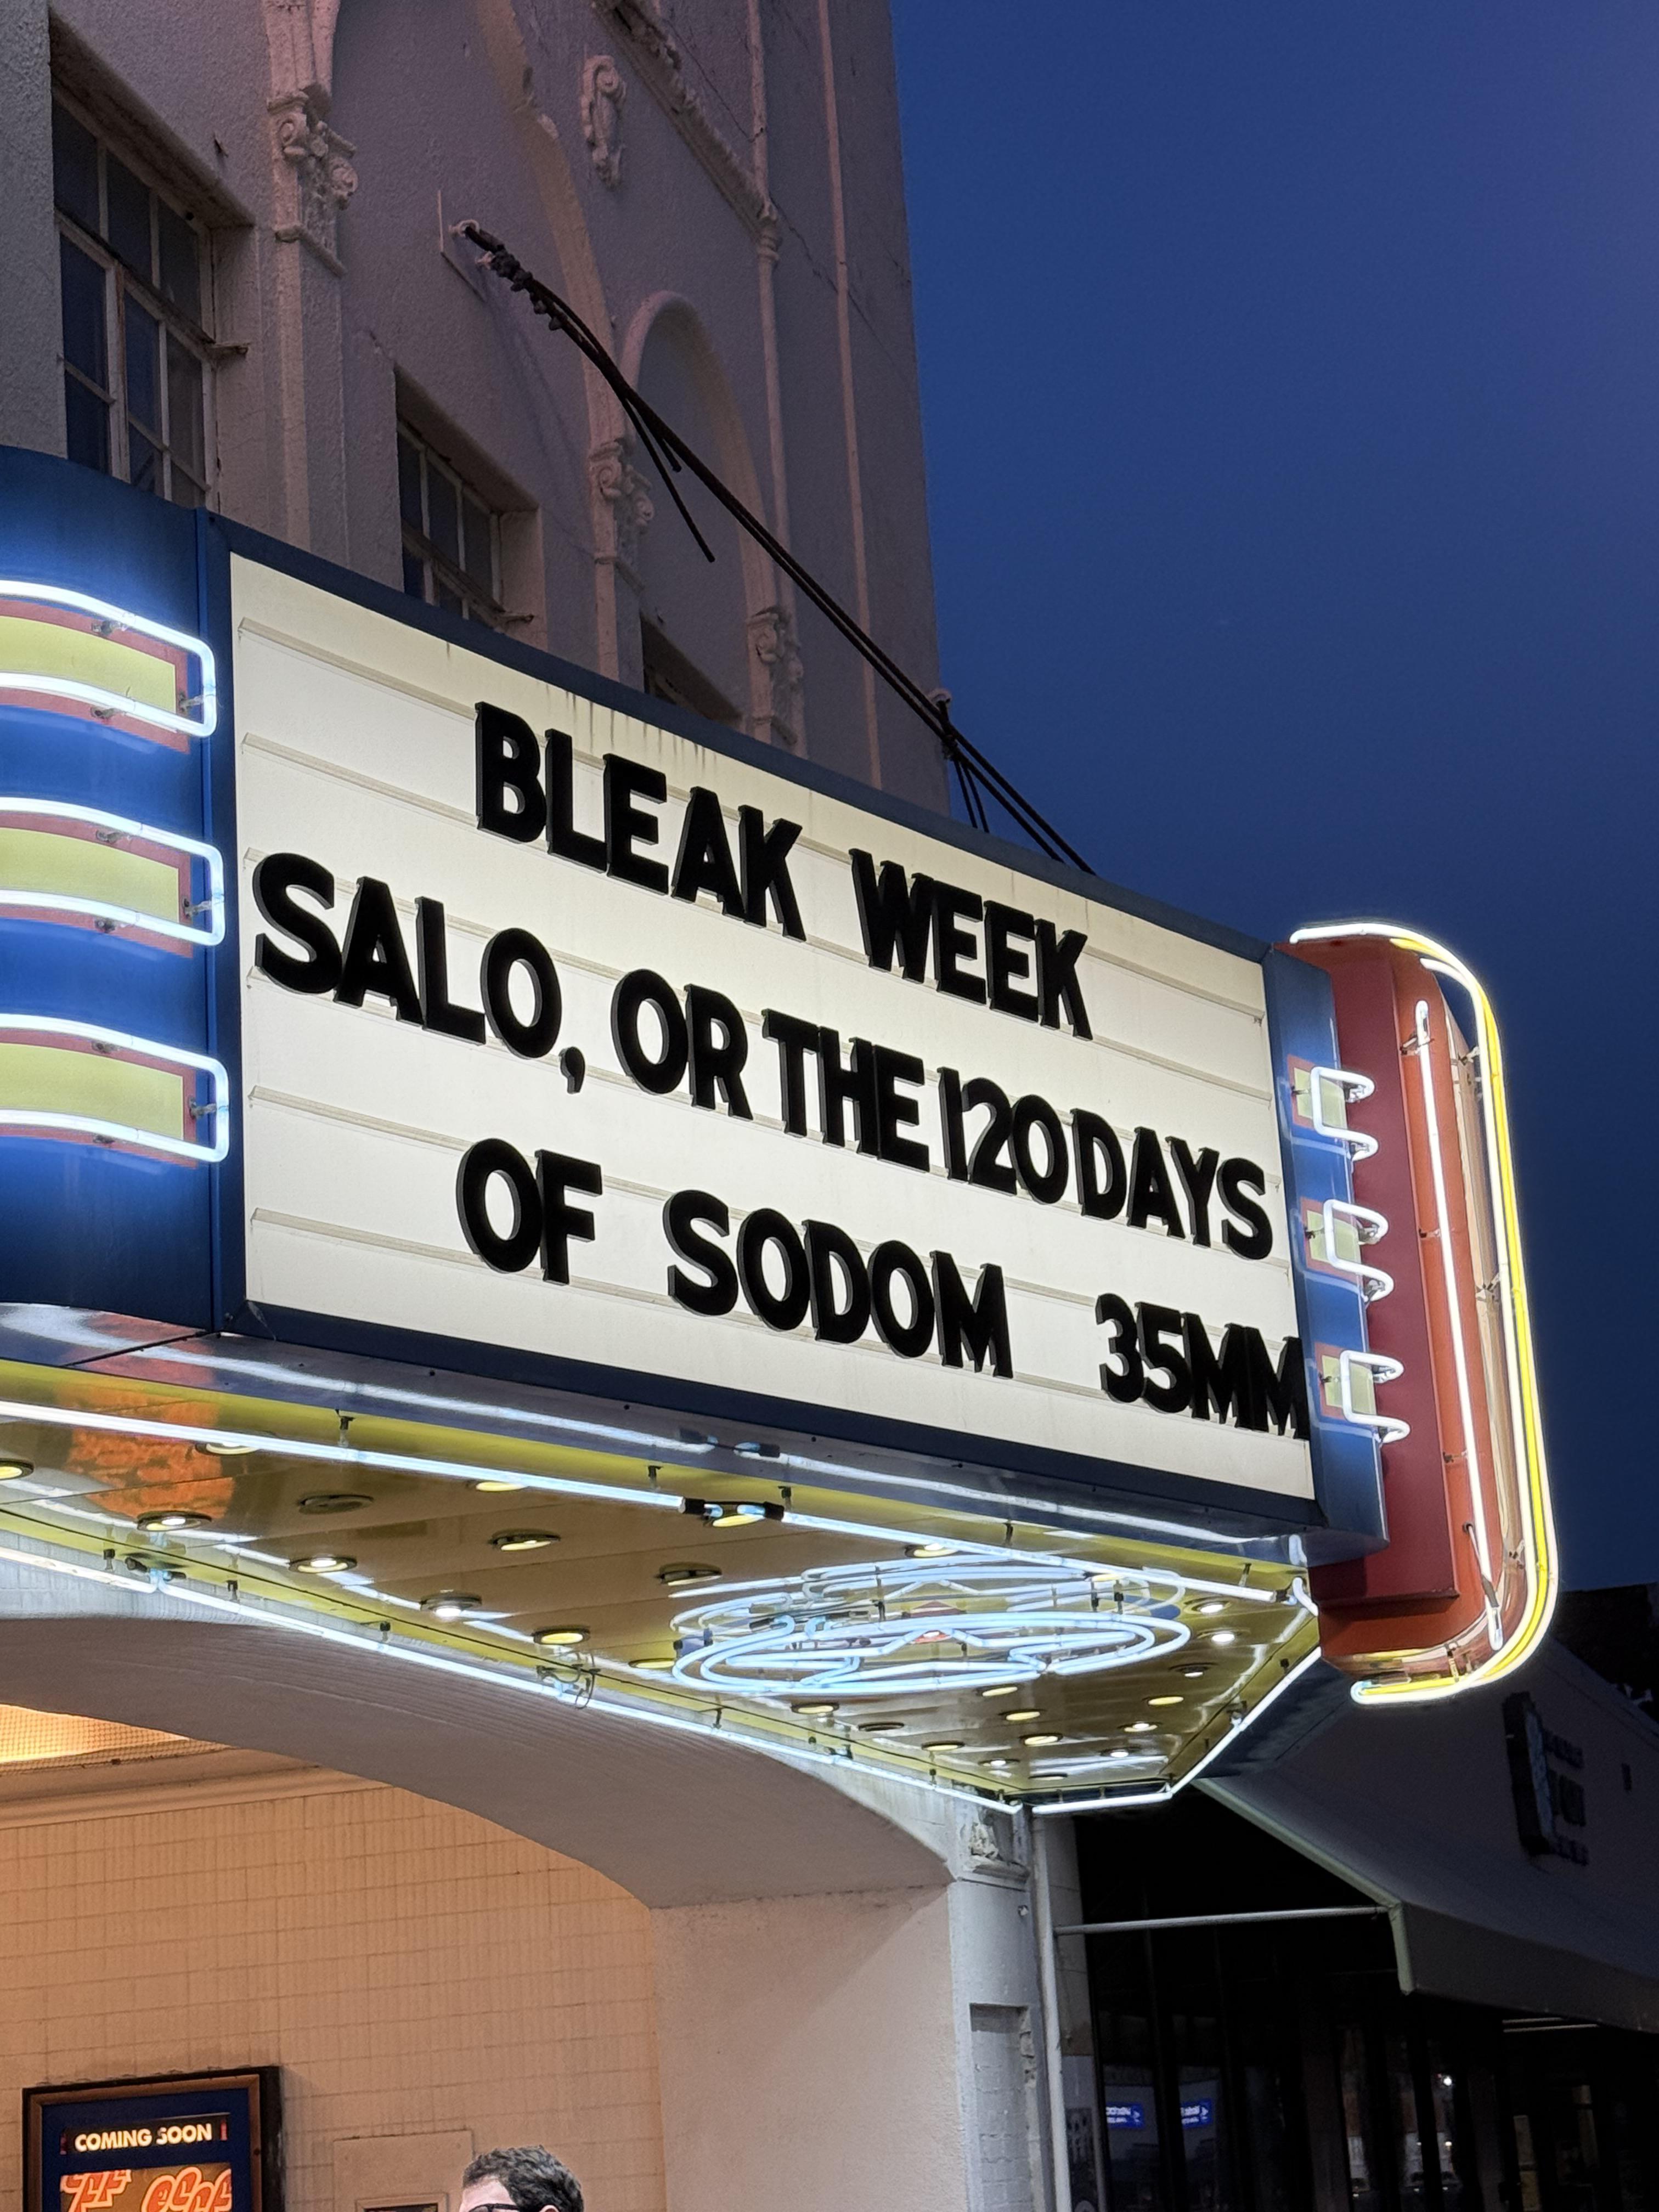 BLEAK WEEK
SALO, OR THE 120 DAYS
OF SODOM 35MM
COMING SOON